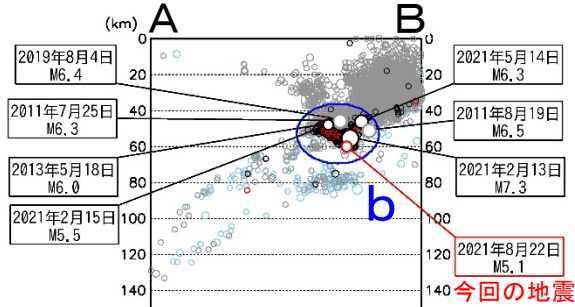 (km) A B
0 0
20 20
40 40
60 60
80 80
100 100
120 120
140 140
2019年8月4日
M6.4
2011年7月25日
M6.3
2013年5月18日
M6.0
2021年2月15日
M5.5
2021年5月14日
M6.3
2011年8月19日
M6.5
2021年2月13日
M7.3
b
2021年8月22日
M5.1
今回の地震